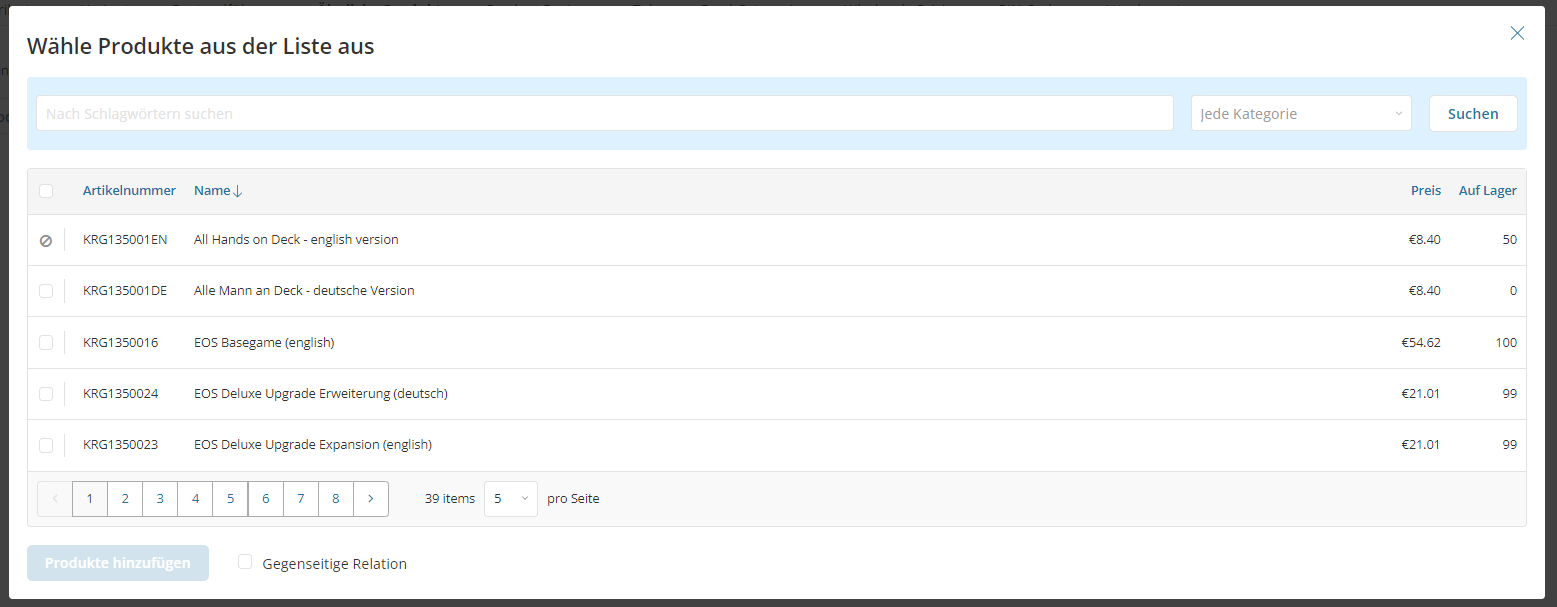 Wähle Produkte aus der Liste aus
Nach Schlagwörtern suchen Jede Kategorie Suchen
Artikelnummer Name Preis Auf Lager
KRG135001EN All Hands on Deck - english version €8.40 50
KRG135001DE Alle Mann an Deck - deutsche Version €8.40 0
KRG1350016 EOS Basegame (english) €54.62 100
KRG1350024 EOS Deluxe Upgrade Erweiterung (deutsch) €21.01 99
KRG1350023 EOS Deluxe Upgrade Expansion (english) €21.01 99
1 2 3 4 5 6 7 8 39 items 5 pro Seite
Produkte hinzufügen Gegenseitige Relation